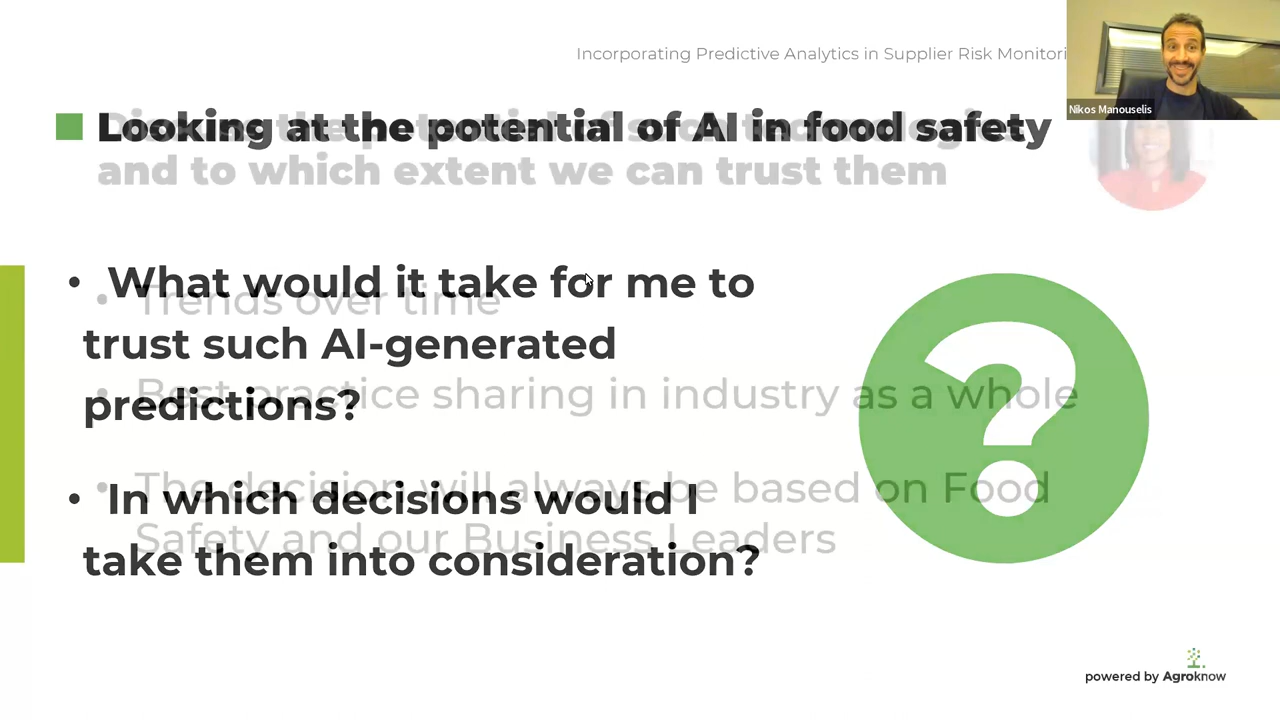 Incorporating Predictive Analytics in Supplier Risk Monitori
Nikos Manouselis
Looking at the potential of AI in food safety
and to which extent we can trust them
• What would it take for me to
• Trends over time
trust such AI-generated
• Best practice sharing in industry as a whole
predictions?
• The decision will always be based on Food
• In which decisions would I
Safety and our Business Leaders
take them into consideration?
?
powered by Agroknow